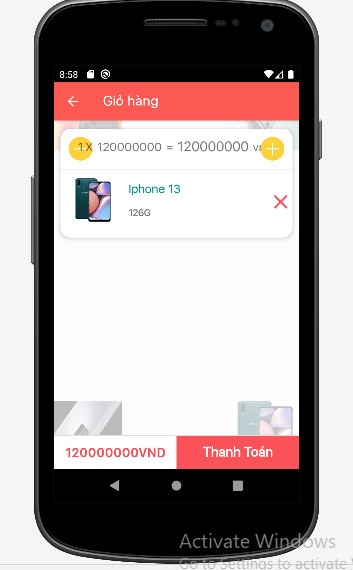 8:58
Giỏ hàng
1 X 120000000 = 120000000
Iphone 13
126G
120000000VND
Thanh Toán
Activate Windows
Go to Settings to activate